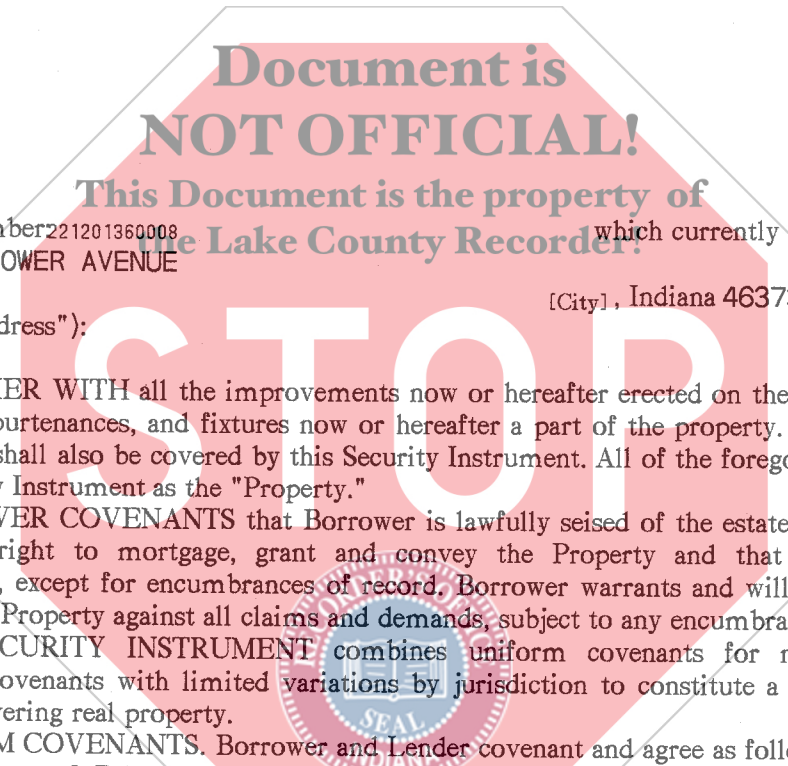 Document is
NOT OFFICIAL!
This Document is the property of
the Lake County Recorder!
ber221201360008 which currently
OWER AVENUE
[City], Indiana 4637
dress"):
STOP
ER WITH all the improvements now or hereafter erected on the
ourtenances, and fixtures now or hereafter a part of the property.
shall also be covered by this Security Instrument. All of the forego
Instrument as the "Property."
VER COVENANTS that Borrower is lawfully seised of the estate
right to mortgage, grant and convey the Property and that
, except for encumbrances of record. Borrower warrants and will
Property against all claims and demands, subject to any encumbra
CURITY INSTRUMENT combines uniform covenants for
ovenants with limited variations by jurisdiction to constitute a
vering real property.
SEAL
M COVENANTS. Borrower and Lender covenant and agree as follo
INDIANA